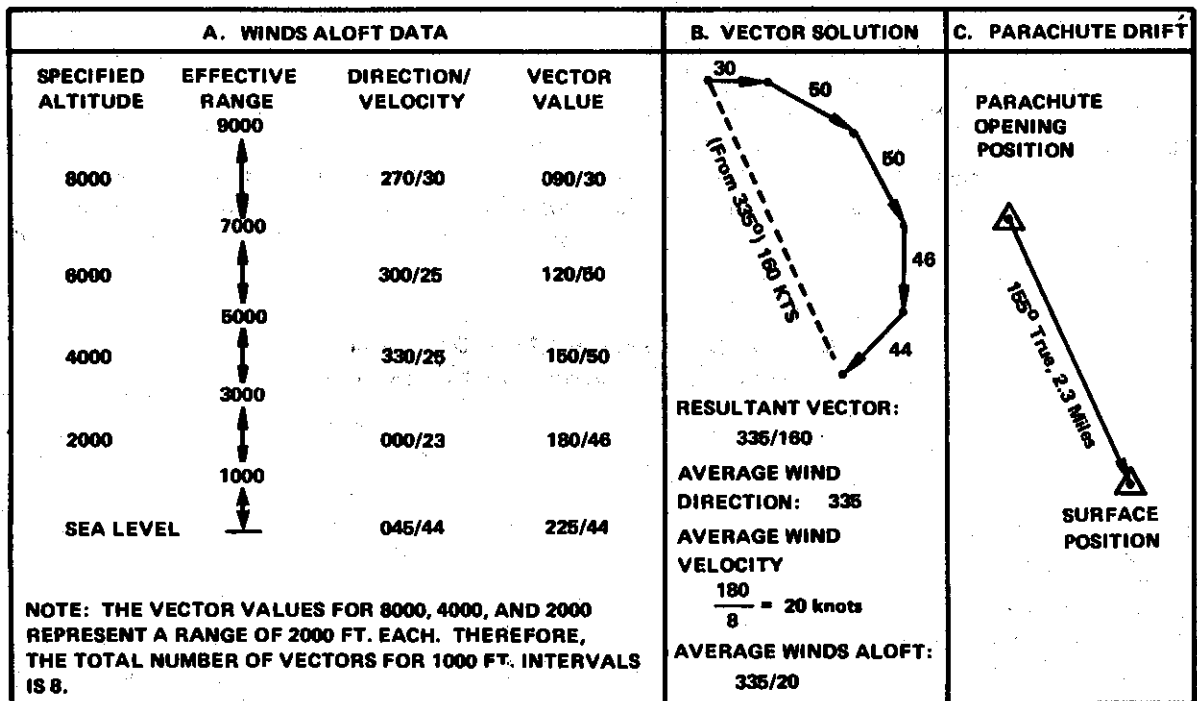 A. WINDS ALOFT DATA
SPECIFIED ALTITUDE
EFFECTIVE RANGE
DIRECTION/ VELOCITY
VECTOR VALUE
9000
8000 270/30 090/30
7000
6000 300/25 120/50
5000
4000 330/25 150/50
3000
2000 000/23 180/46
1000
SEA LEVEL 045/44 225/44
NOTE: THE VECTOR VALUES FOR 8000, 4000, AND 2000
REPRESENT A RANGE OF 2000 FT. EACH. THEREFORE,
THE TOTAL NUMBER OF VECTORS FOR 1000 FT. INTERVALS
IS 8.
B. VECTOR SOLUTION
30
50
50
46
44
(From 335º) 160 KTS
RESULTANT VECTOR:
335/160
AVERAGE WIND
DIRECTION: 335
AVERAGE WIND
VELOCITY
180
8 = 20 knots
AVERAGE WINDS ALOFT:
335/20
C. PARACHUTE DRIFT
PARACHUTE
OPENING
POSITION
155º True, 2.3 Miles
SURFACE
POSITION